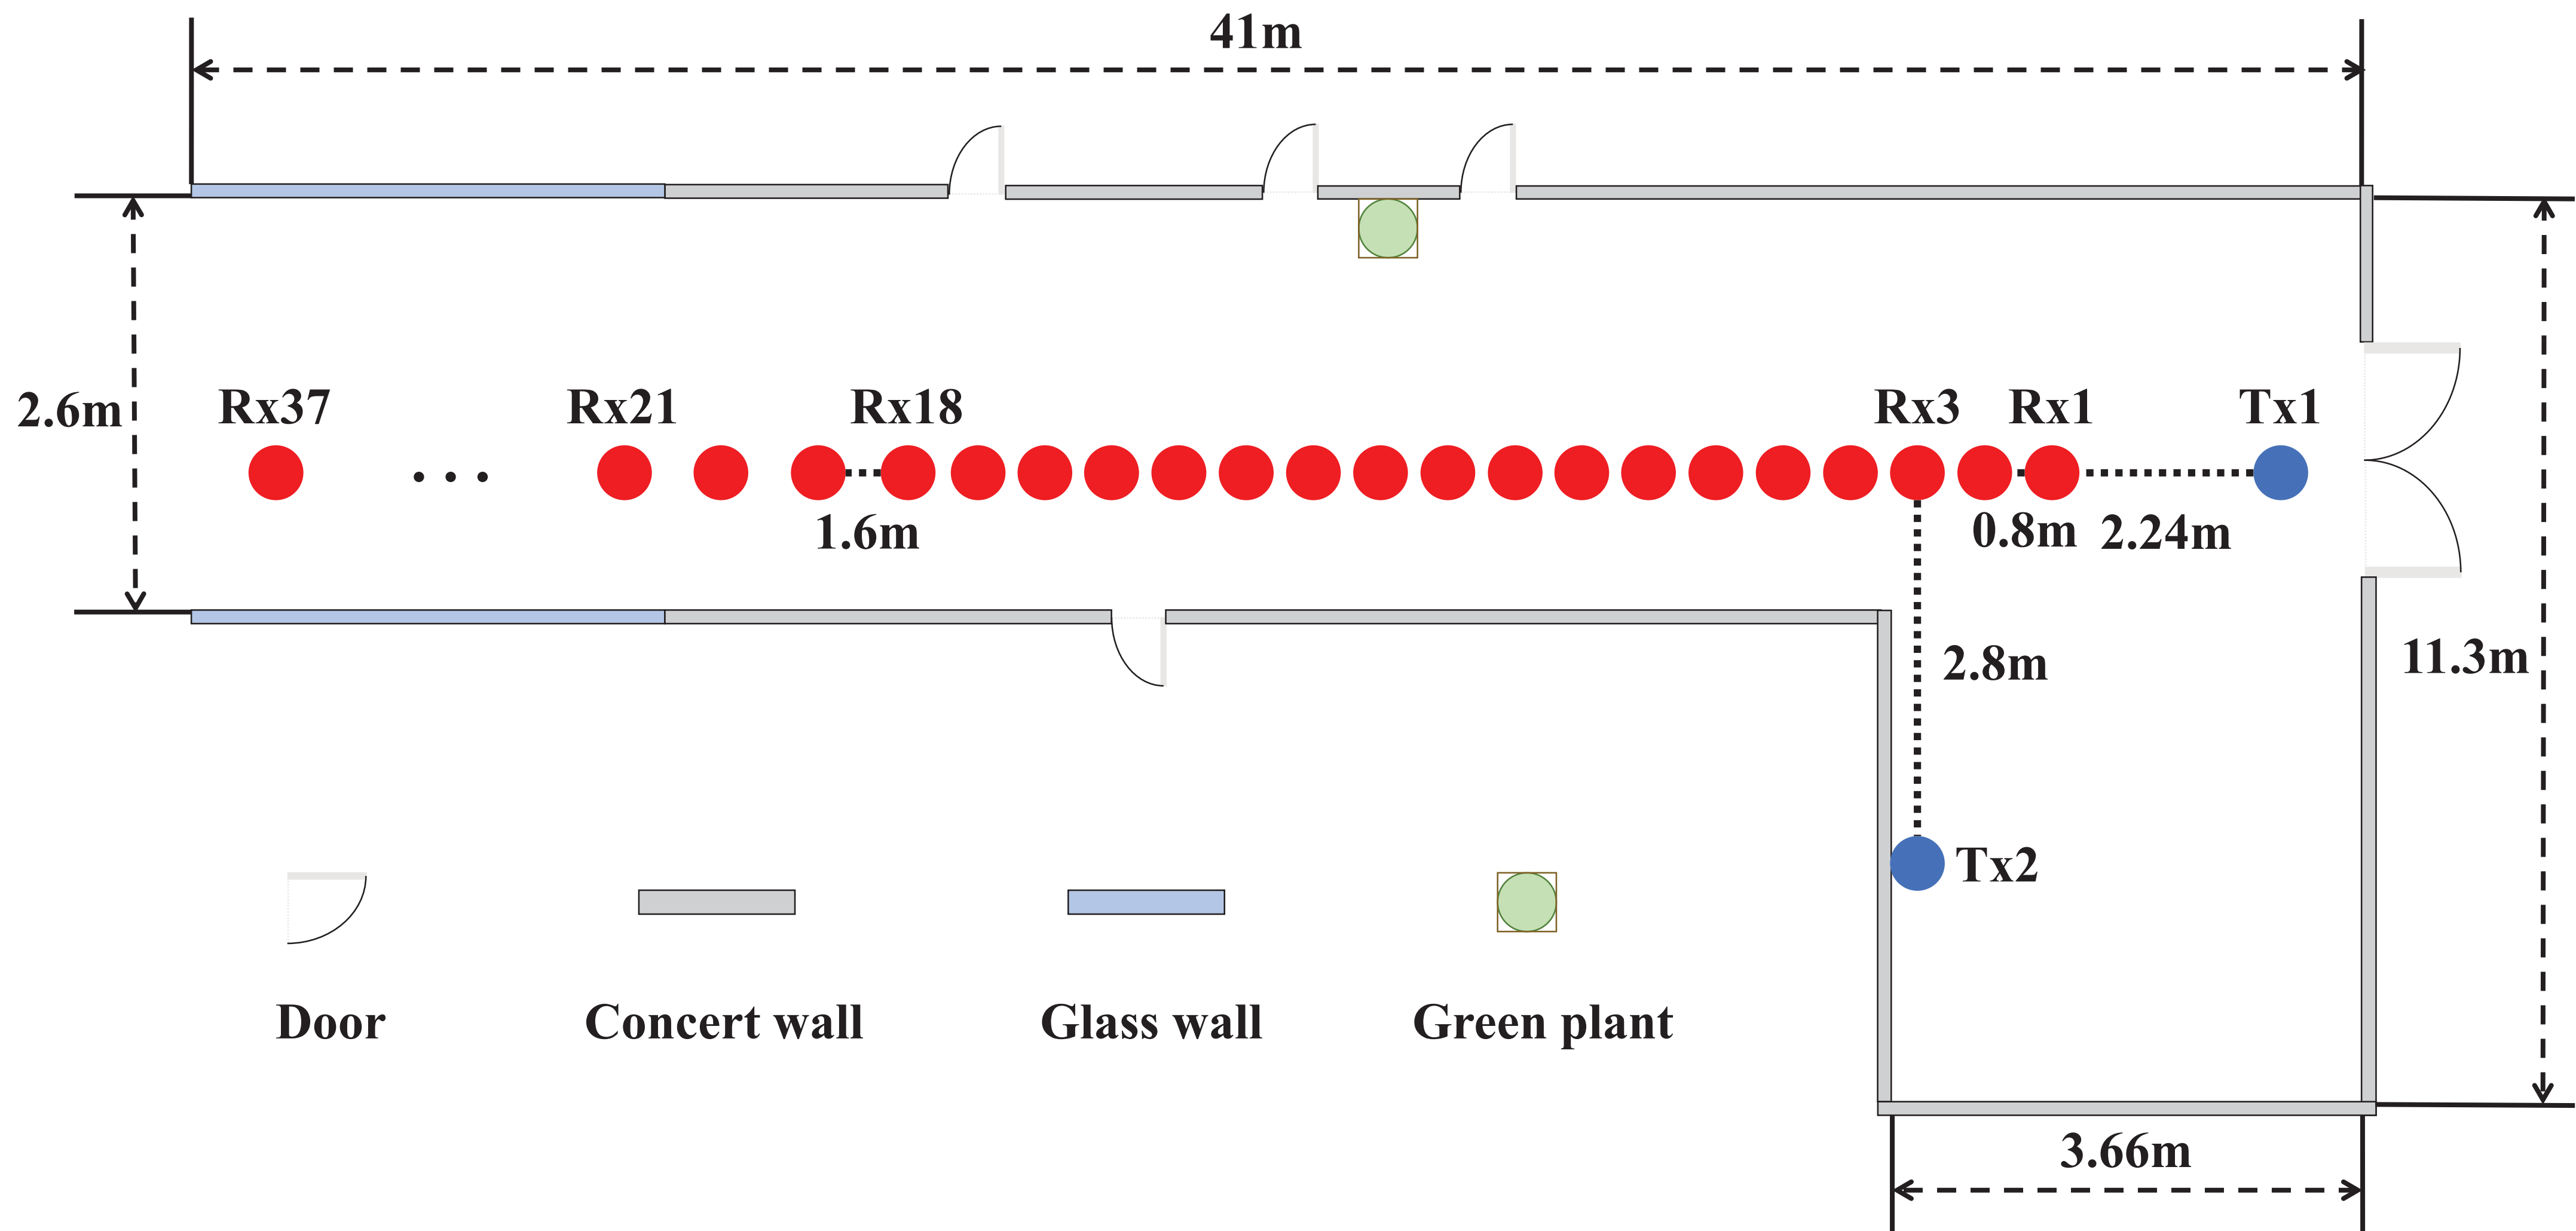 41m
2.6m
Rx37
Rx21
Rx18
Rx3
Rx1
Tx1
. . .
1.6m
0.8m
2.24m
2.8m
11.3m
Tx2
Door
Concert wall
Glass wall
Green plant
3.66m